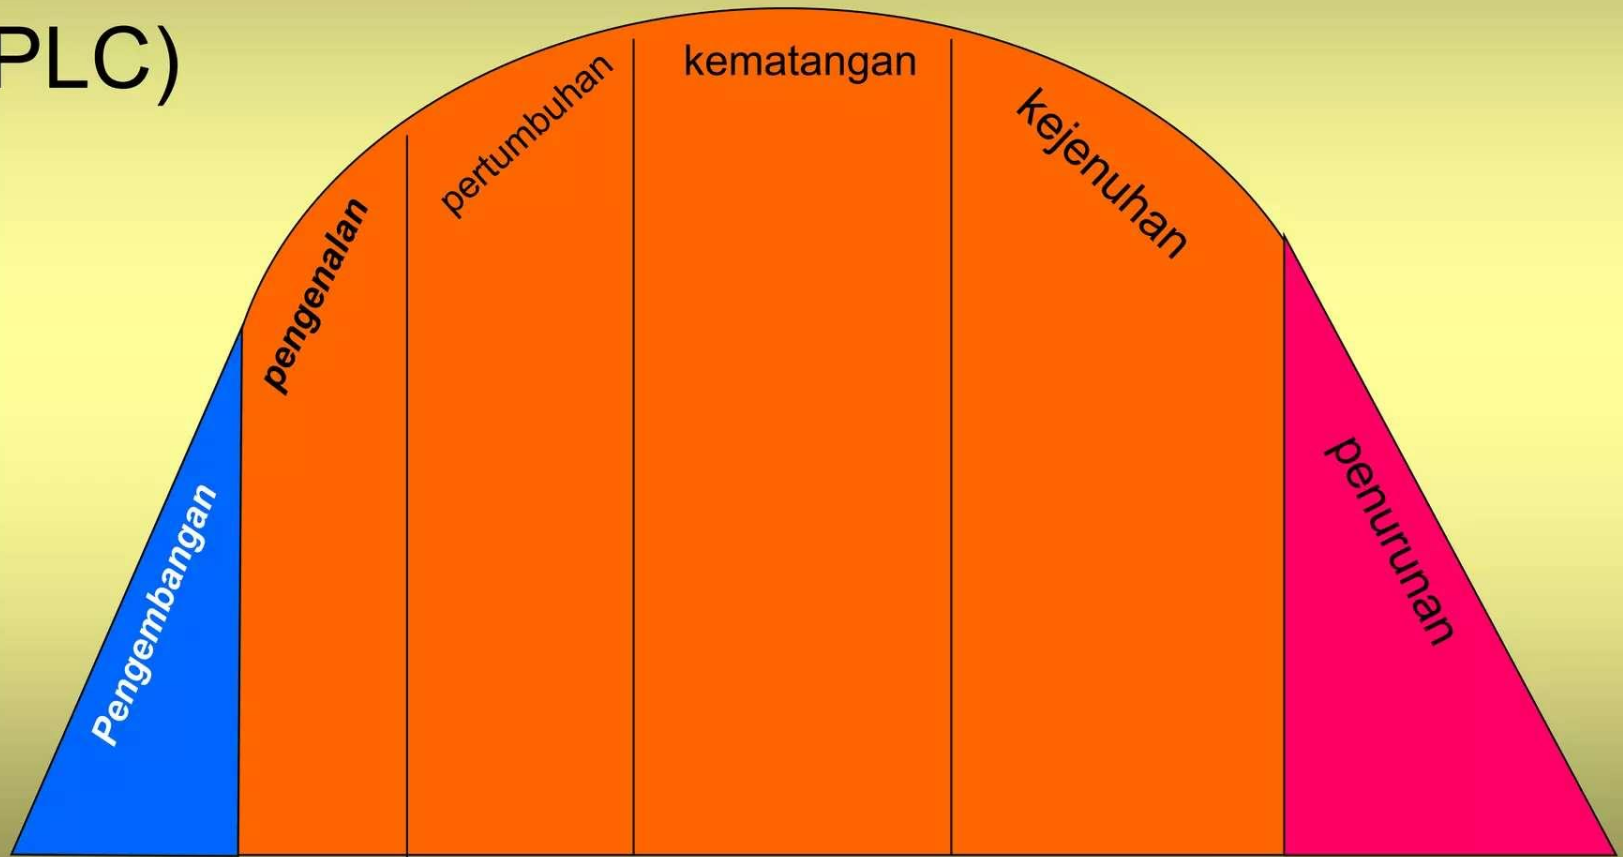 PLC)
Pengembangan
pengenalan
pertumbuhan
kematangan
kejenuhan
penurunan